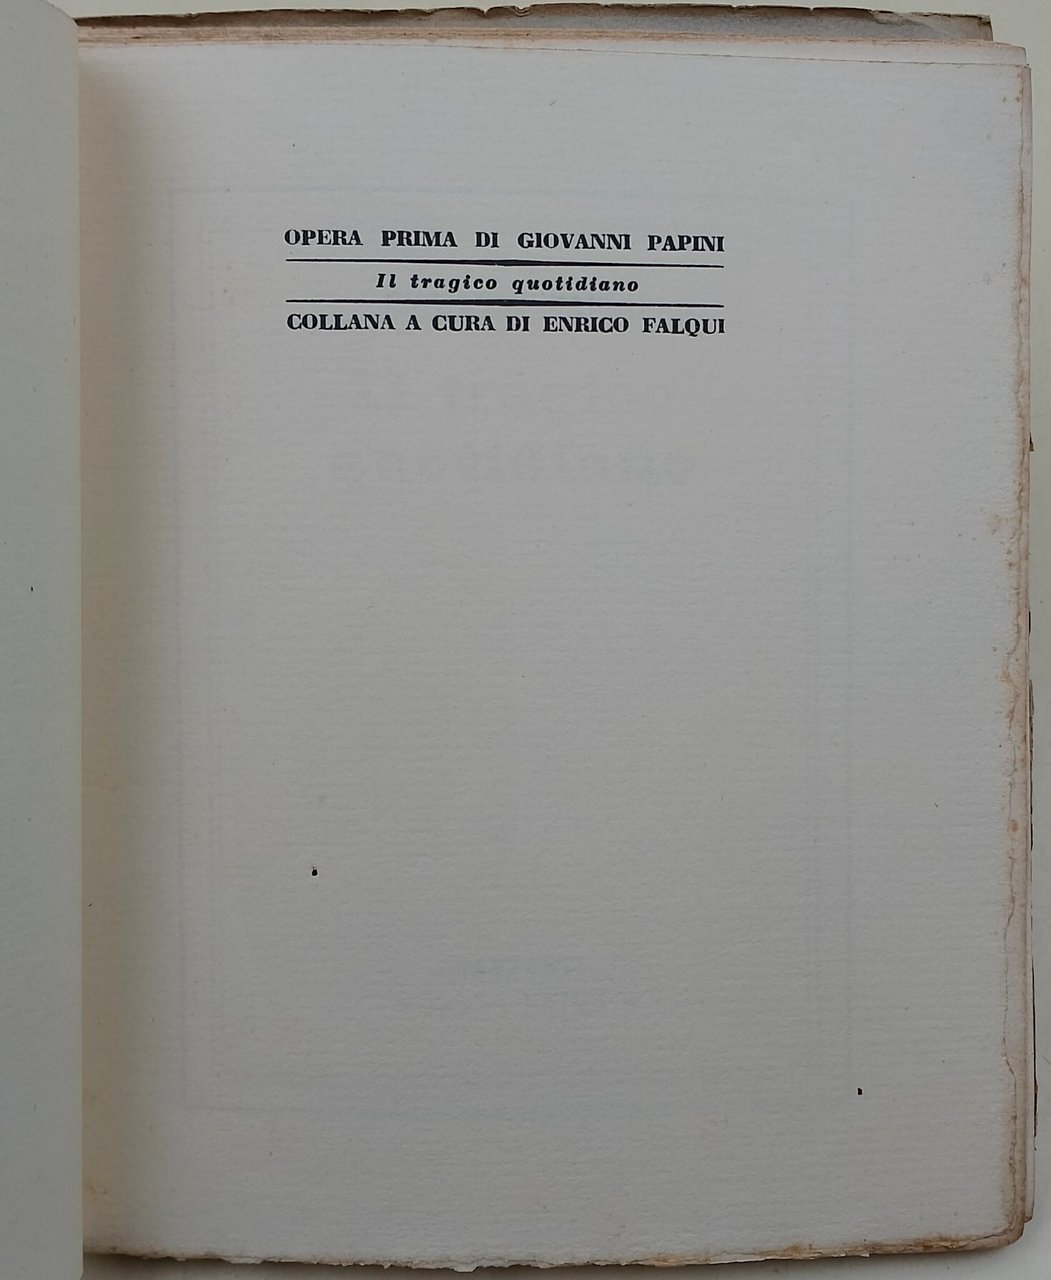 OPERA PRIMA DI GIOVANNI PAPINI
Il tragico quotidiano
COLLANA A CURA DI ENRICO FALQUI